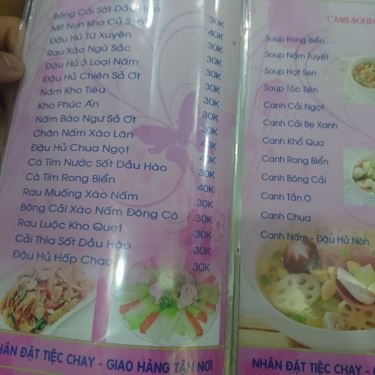 Bông Cải Sốt Dầu Hào 30K
Mít Non Kho Củ Sen 30K
Đậu Hủ Tứ Xuyên 40K
Rau Xào Ngũ Sắc 30K
Đậu Hủ 3 Loại Nấm 30K
Đậu Hủ Chiên Sả Ớt 30K
Nấm Kho Tiêu 30K
Kho Phúc Ấn 30K
Nấm Bào Ngư Sả Ớt 30K
Chân Nấm Xào Lăn 40K
Đậu Hủ Chua Ngọt 30K
Cà Tím Nước Sốt Dầu Hào 30K
Cà Tím Rong Biển 40K
Rau Muống Xào Nấm 30K
Bông Cải Xào Nấm Đông Cô 30K
Rau Luộc Kho Quẹt 30K
Cải Thìa Sốt Dầu Hào 30K
Đậu Hủ Hấp Chao 30K
NHẬN ĐẶT TIỆC CHAY - GIAO HÀNG TẬN NƠI
CANH SOUP
Soup Rong Biển
Soup Nấm Tuyết
Soup Hạt Sen
Soup Tóc Tiên
Canh Cải Ngọt
Canh Cải Bẹ Xanh
Canh Khổ Qua
Canh Rong Biển
Canh Bông Cải
Canh Tần Ô
Canh Chua
Canh Nấm - Đậu Hủ Non
NHẬN ĐẶT TIỆC CHAY -